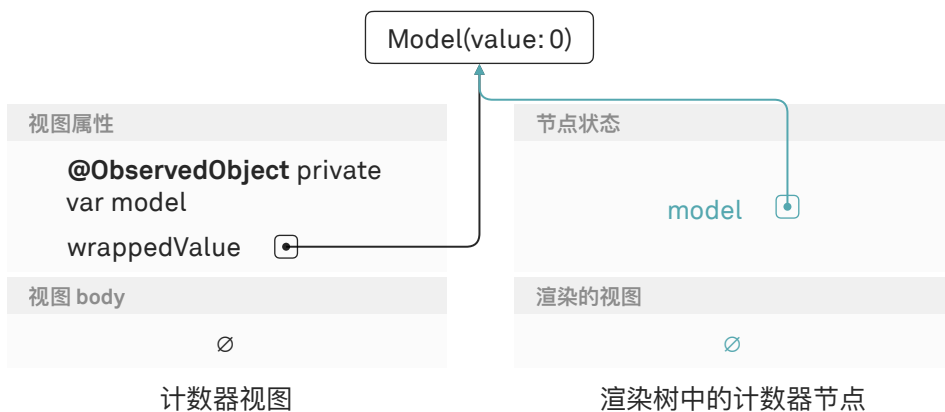 Model(value: 0)
视图属性
@ObservedObject private
var model
wrappedValue
视图 body
∅
计数器视图
节点状态
model
渲染的视图
∅
渲染树中的计数器节点